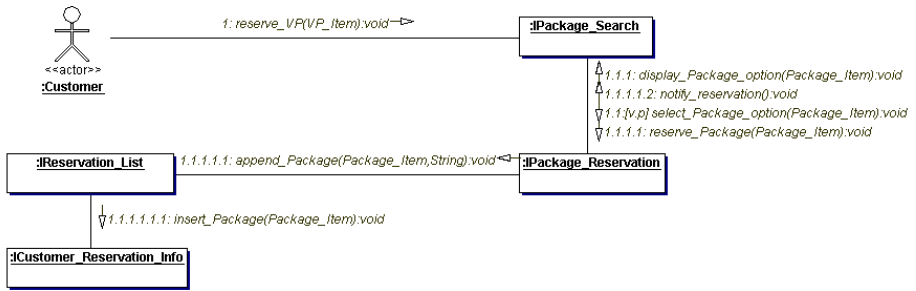 1: reserve_VP(VP_Item):void
:IPackage_Search
<<actor>>
:Customer
1.1.1: display_Package_option(Package_Item):void
1.1.1.1.2: notify_reservation():void
1.1:[v.p] select_Package_option(Package_Item):void
1.1.1.1: reserve_Package(Package_Item):void
:IReservation_List
1.1.1.1.1: append_Package(Package_Item,String):void
:IPackage_Reservation
1.1.1.1.1.1: insert_Package(Package_Item):void
:ICustomer_Reservation_Info